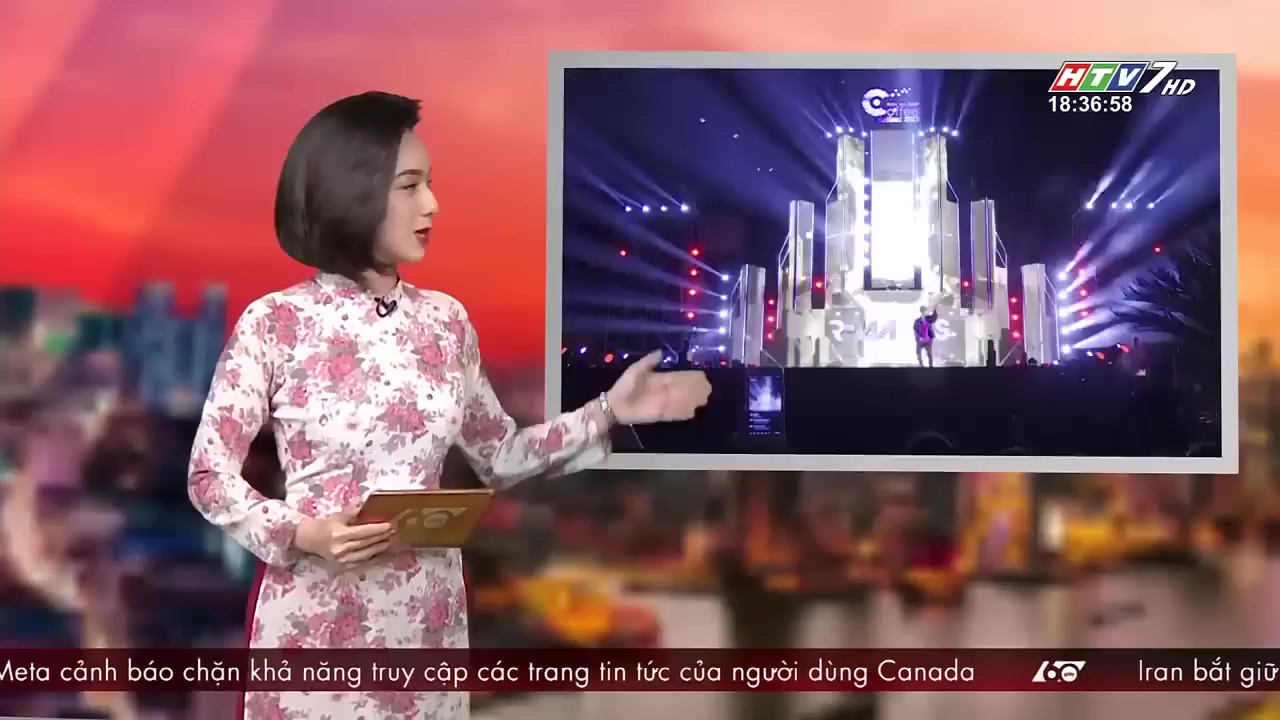 HTV7 HD
18:36:58
Meta cảnh báo chặn khả năng truy cập các trang tin tức của người dùng Canada
60
Iran bắt giữ